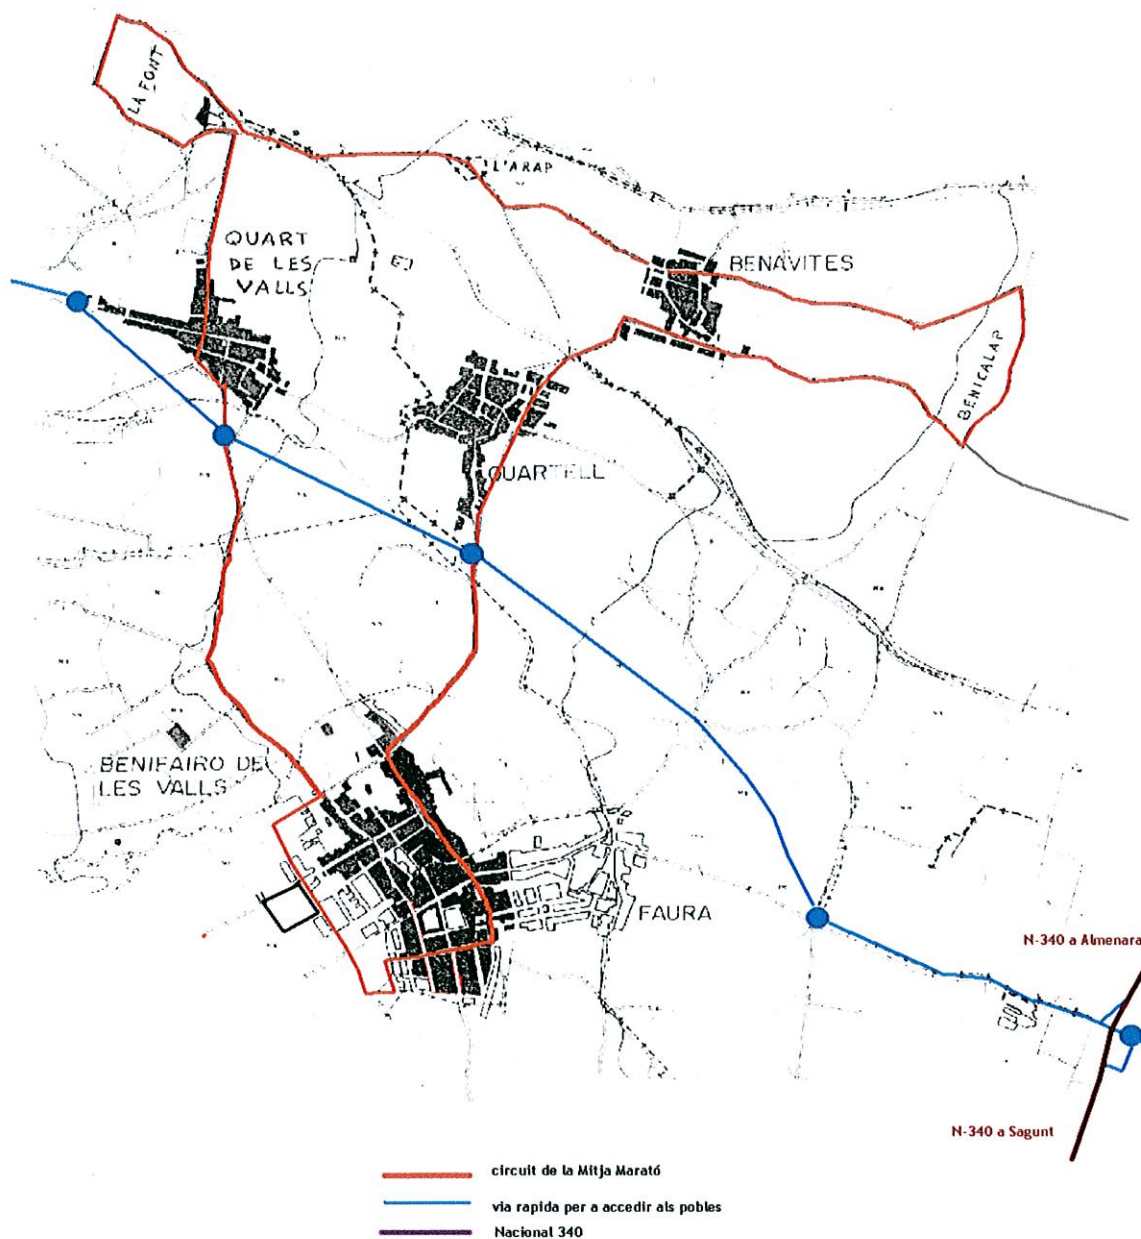 LA FONT
L'ARAP
QUART
DE LES
VALLS
BENAVITES
BENICALAP
QUARTELL
BENIFAIRO DE
LES VALLS
FAURA
N-340 a Almenara
N-340 a Sagunt
circuit de la Mitja Marató
via rapida per a accedir als pobles
Nacional 340